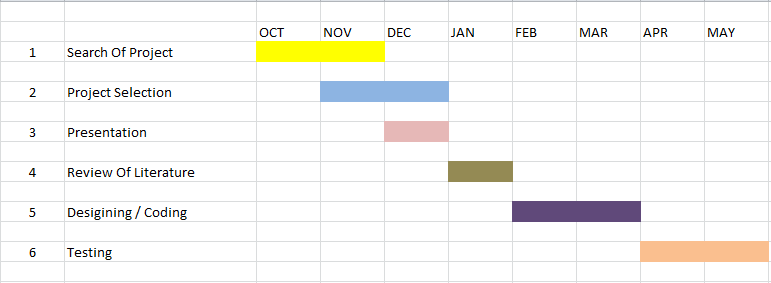 OCT NOV DEC JAN FEB MAR APR MAY
1 Search Of Project
2 Project Selection
3 Presentation
4 Review Of Literature
5 Desigining / Coding
6 Testing